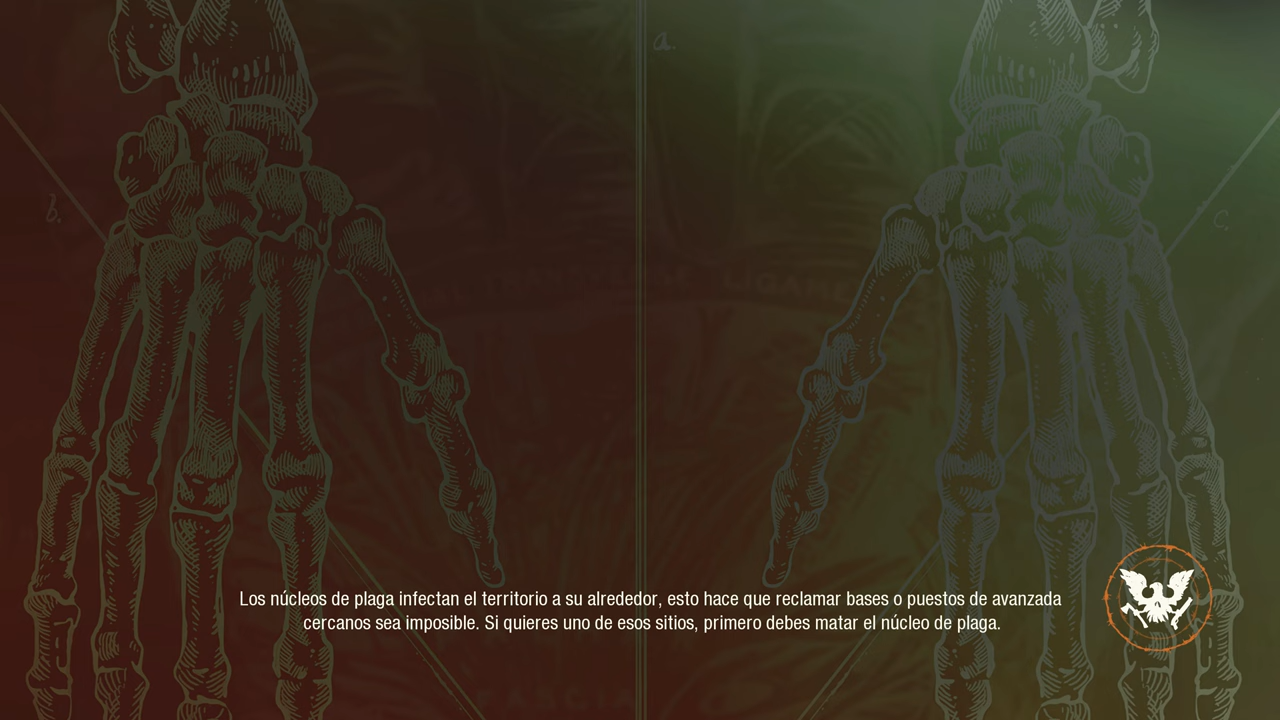 a.
b.
c.
Los núcleos de plaga infectan el territorio a su alrededor, esto hace que reclamar bases o puestos de avanzada
cercanos sea imposible. Si quieres uno de esos sitios, primero debes matar el núcleo de plaga.
FASCIA